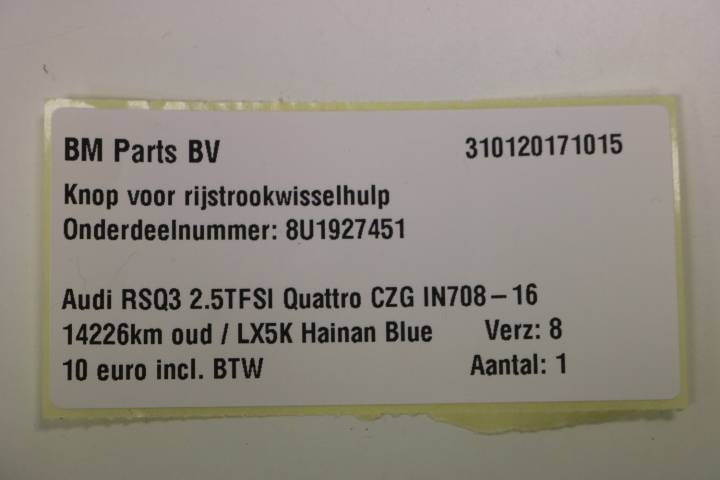 BM Parts BV 310120171015
Knop voor rijstrookwisselhulp
Onderdeelnummer: 8U1927451
Audi RSQ3 2.5TFSI Quattro CZG IN708-16
14226km oud / LX5K Hainan Blue Verz: 8
10 euro incl. BTW Aantal: 1